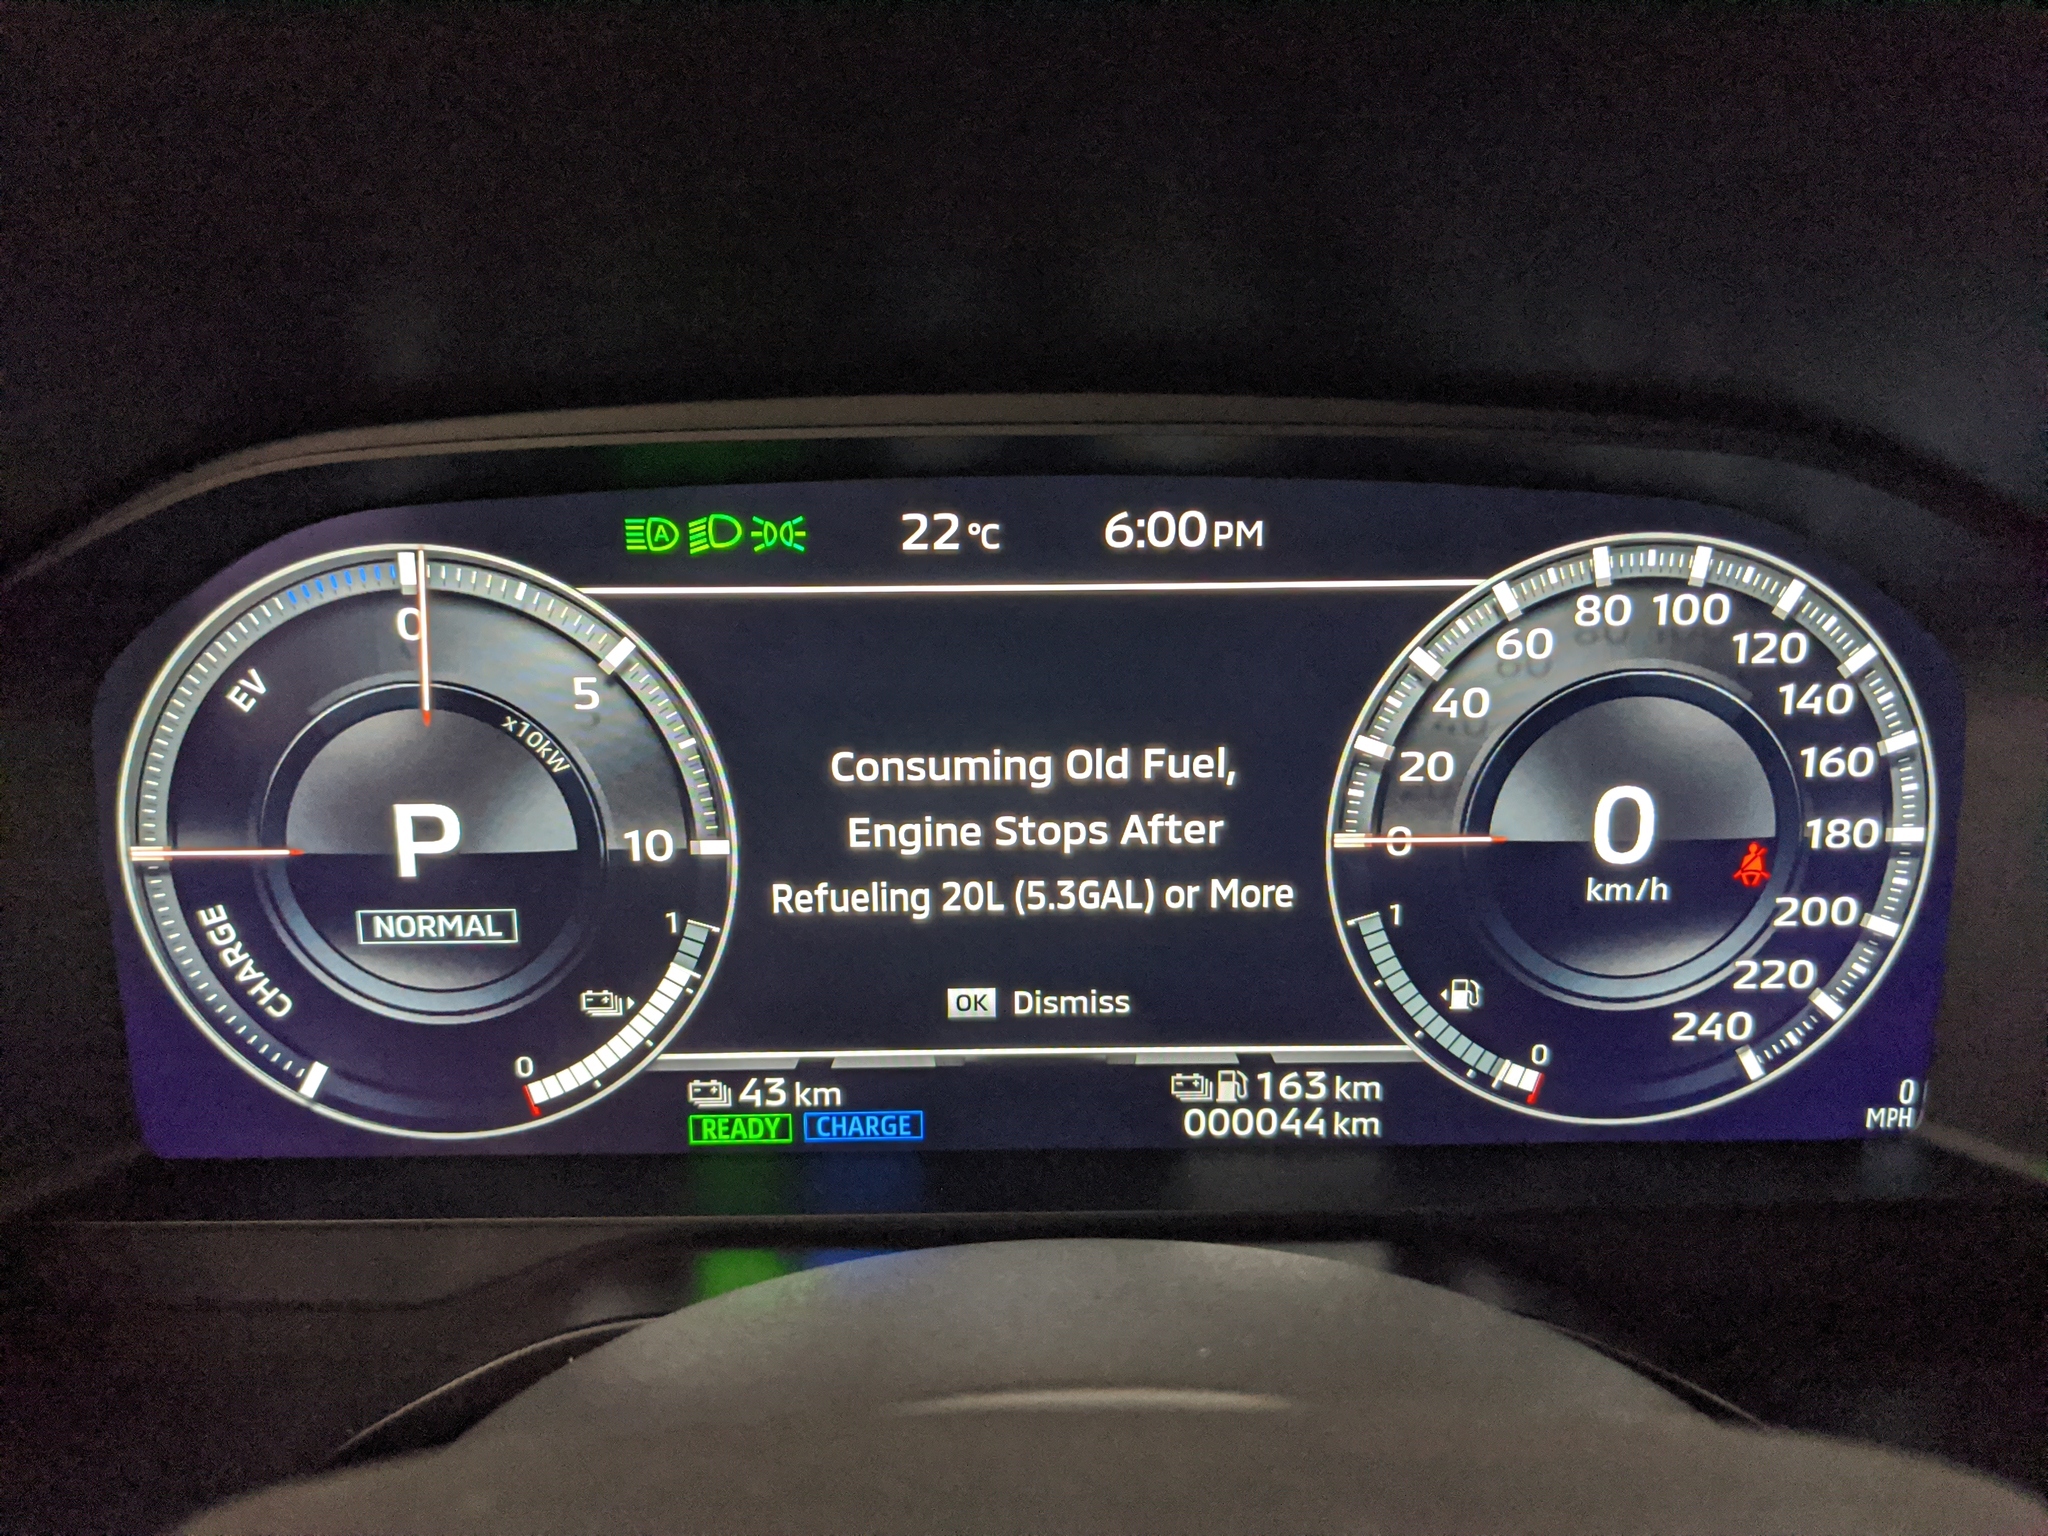 22°C 6:00PM
0
5
10
x10kW
EV
CHARGE
P
NORMAL
1
0
Consuming Old Fuel,
Engine Stops After
Refueling 20L (5.3GAL) or More
OK Dismiss
0
20
40
60
80
100
120
140
160
180
200
220
240
0
km/h
1
0
43 km
READY CHARGE
163 km
000044 km
0
MPH
A